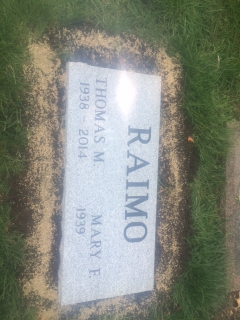 RAIMO
THOMAS M. MARY F.
1938 - 2014 1939